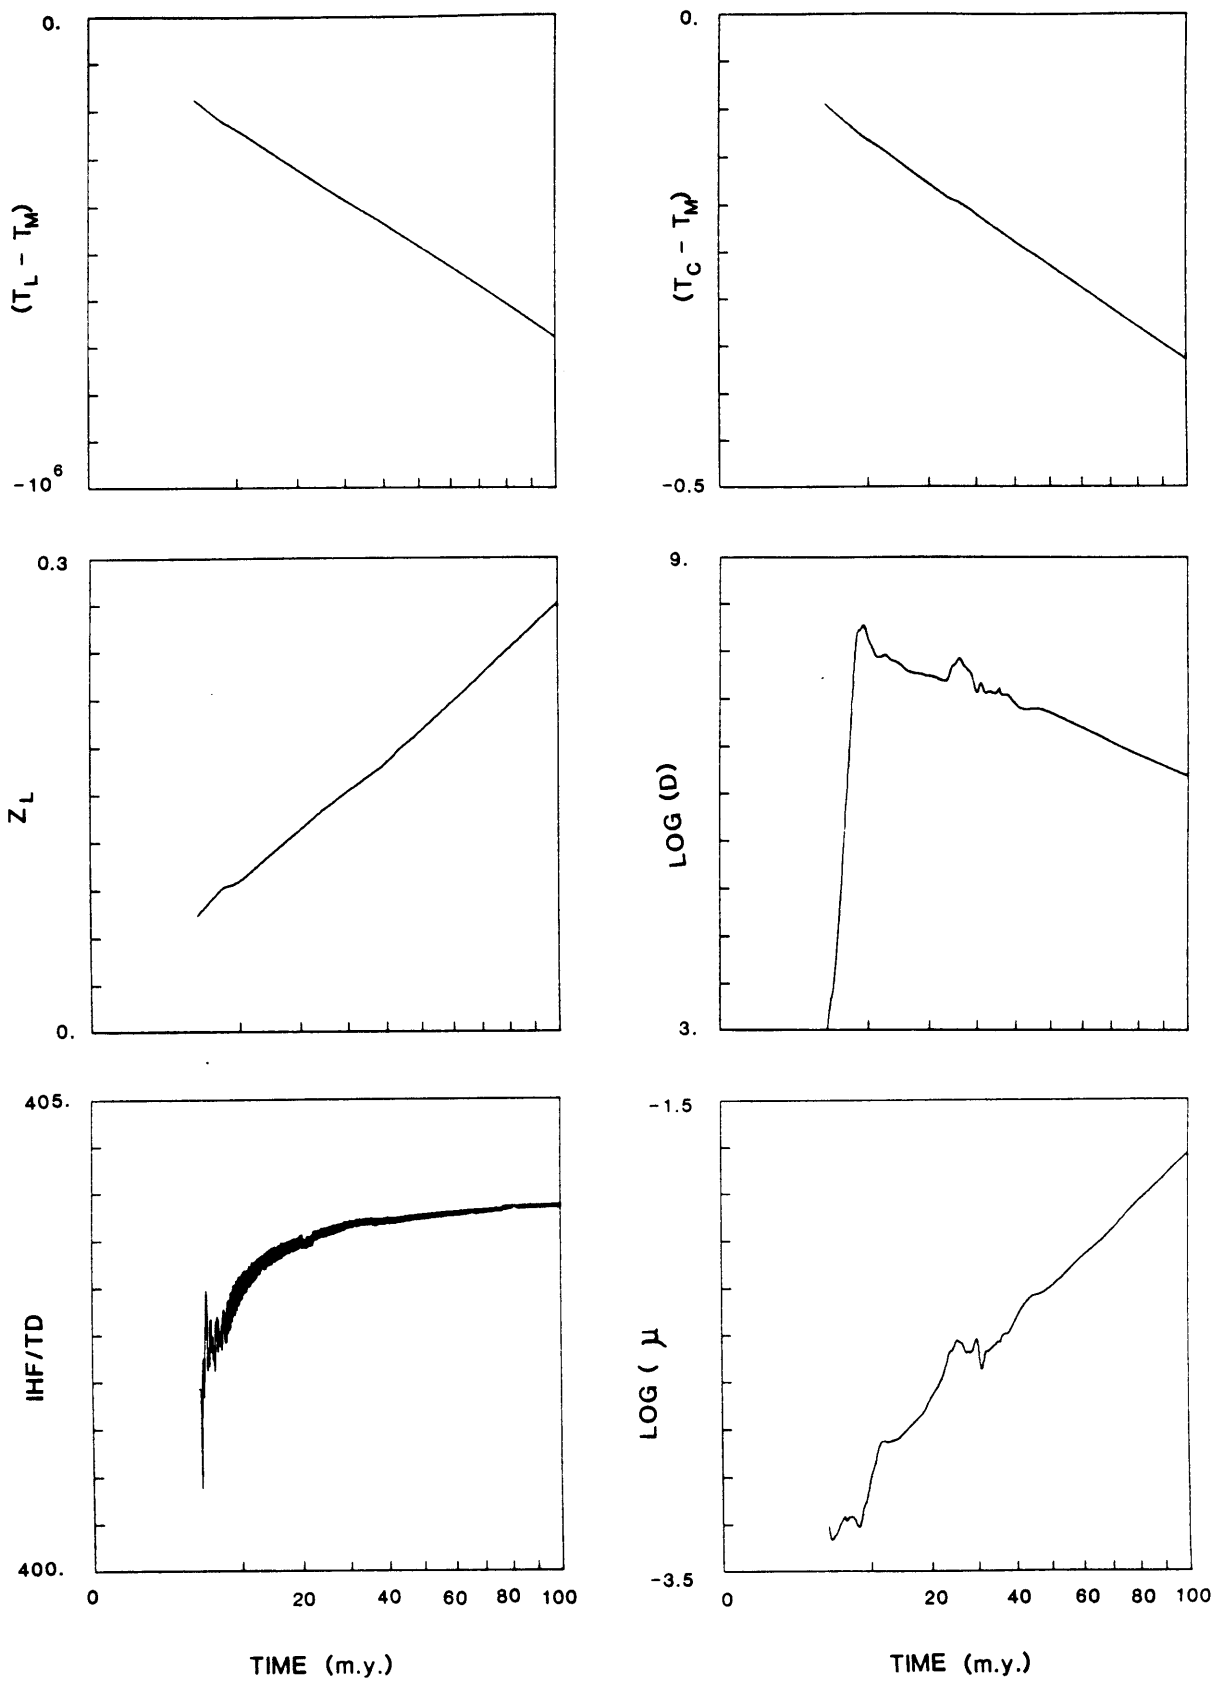 0.
(T_L – T_M)
–10^6
0.
(T_C – T_M)
–0.5
0.3
Z_L
0.
9.
LOG (D)
3.
405.
IHF/TD
400.
0 20 40 60 80 100
TIME (m.y.)
–1.5
LOG ( μ
–3.5
0 20 40 60 80 100
TIME (m.y.)